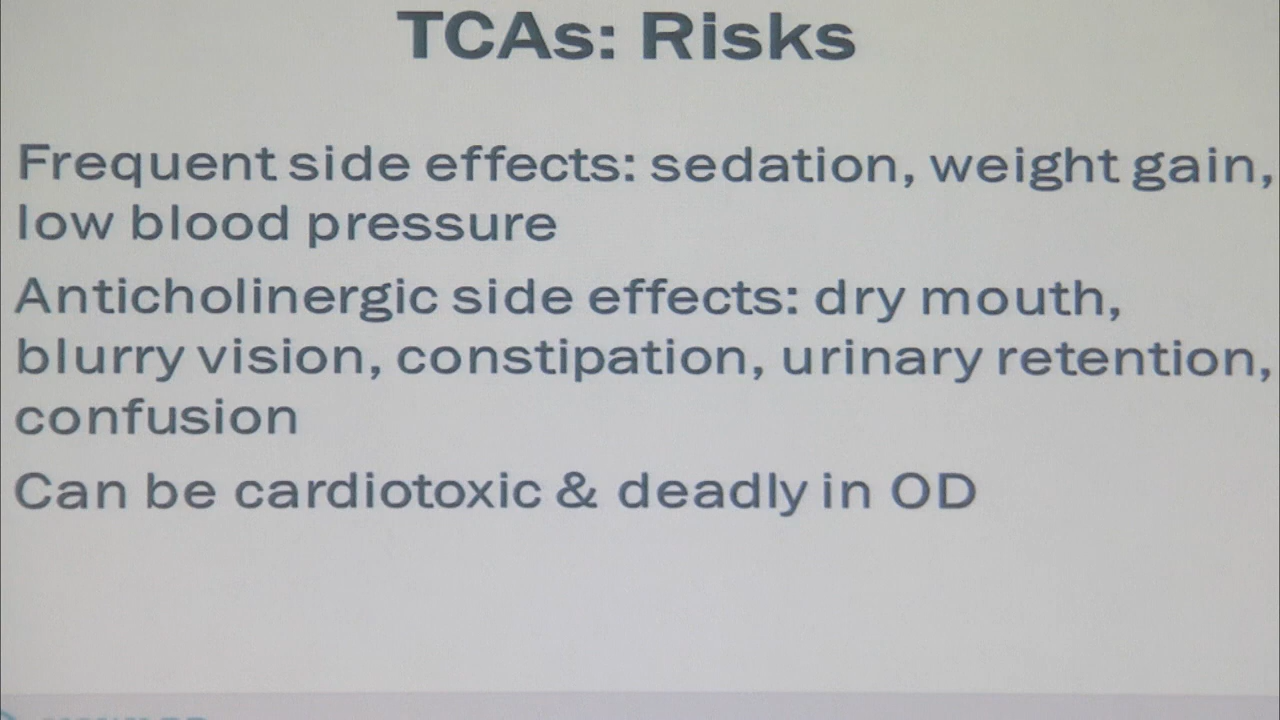 TCAs: Risks
Frequent side effects: sedation, weight gain,
low blood pressure
Anticholinergic side effects: dry mouth,
blurry vision, constipation, urinary retention,
confusion
Can be cardiotoxic & deadly in OD